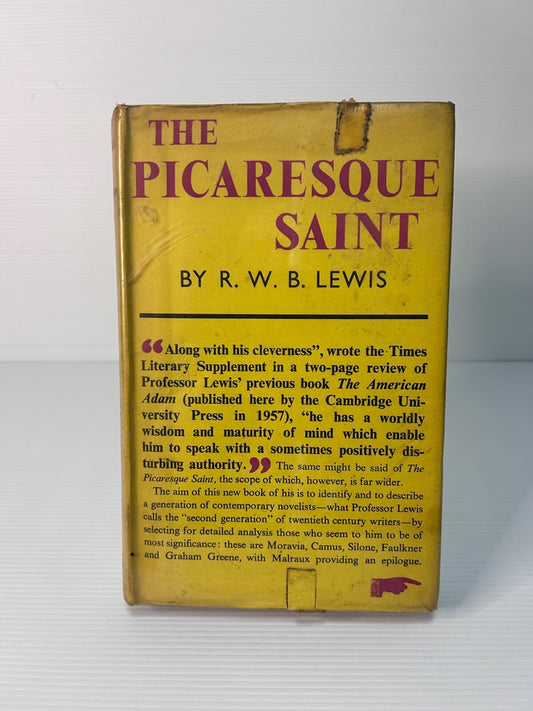 THE
PICARESQUE
SAINT
BY R. W. B. LEWIS
“Along with his cleverness”, wrote the Times
Literary Supplement in a two-page review of
Professor Lewis’ previous book The American
Adam (published here by the Cambridge Uni-
versity Press in 1957), “he has a worldly
wisdom and maturity of mind which enable
him to speak with a sometimes positively dis-
turbing authority.” The same might be said of The
Picaresque Saint, the scope of which, however, is far wider.
The aim of this new book of his is to identify and to describe
a generation of contemporary novelists—what Professor Lewis
calls the “second generation” of twentieth century writers—by
selecting for detailed analysis those who seem to him to be of
most significance: these are Moravia, Camus, Silone, Faulkner
and Graham Greene, with Malraux providing an epilogue.